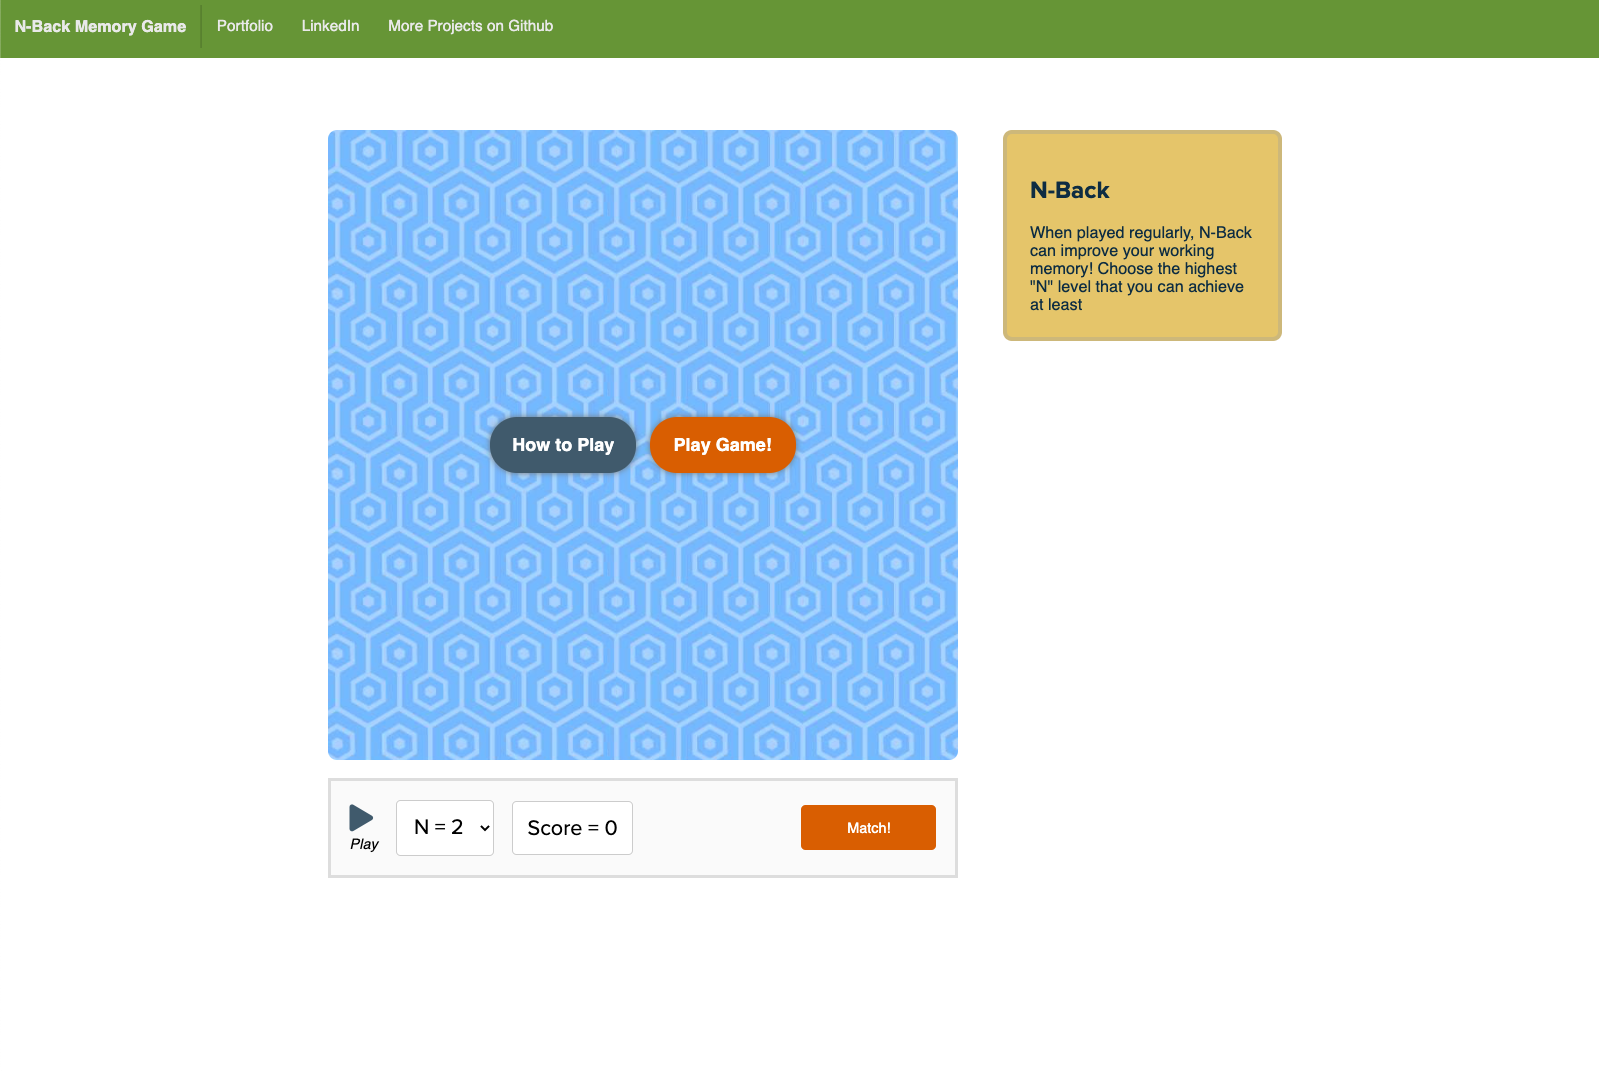 N-Back Memory Game
Portfolio
LinkedIn
More Projects on Github
How to Play
Play Game!
N-Back
When played regularly, N-Back
can improve your working
memory! Choose the highest
"N" level that you can achieve
at least
Play
N = 2
Score = 0
Match!